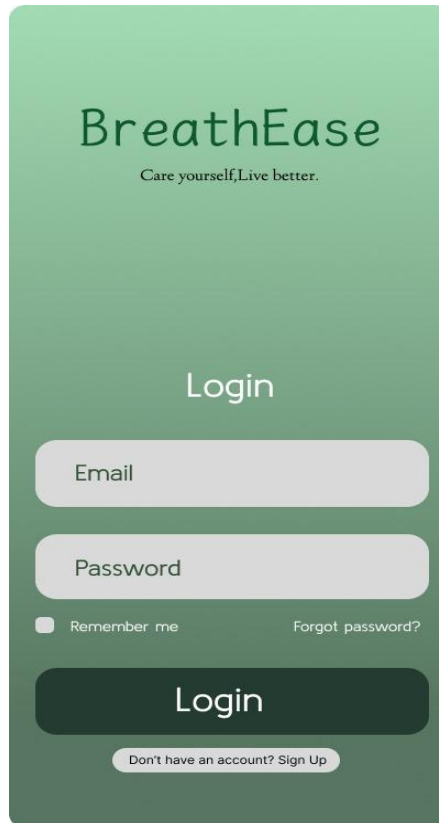 BreathEase
Care yourself,Live better.
Login
Email
Password
Remember me
Forgot password?
Login
Don't have an account? Sign Up